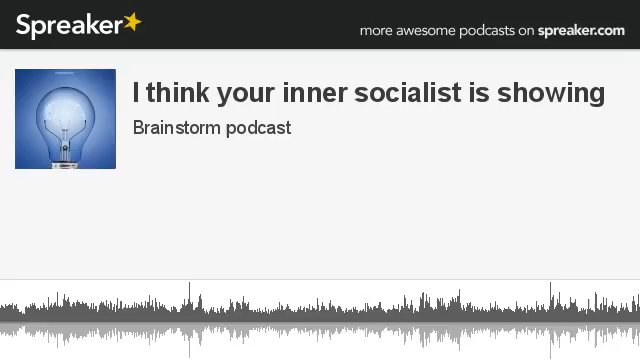 Spreaker
more awesome podcasts on spreaker.com
I think your inner socialist is showing
Brainstorm podcast